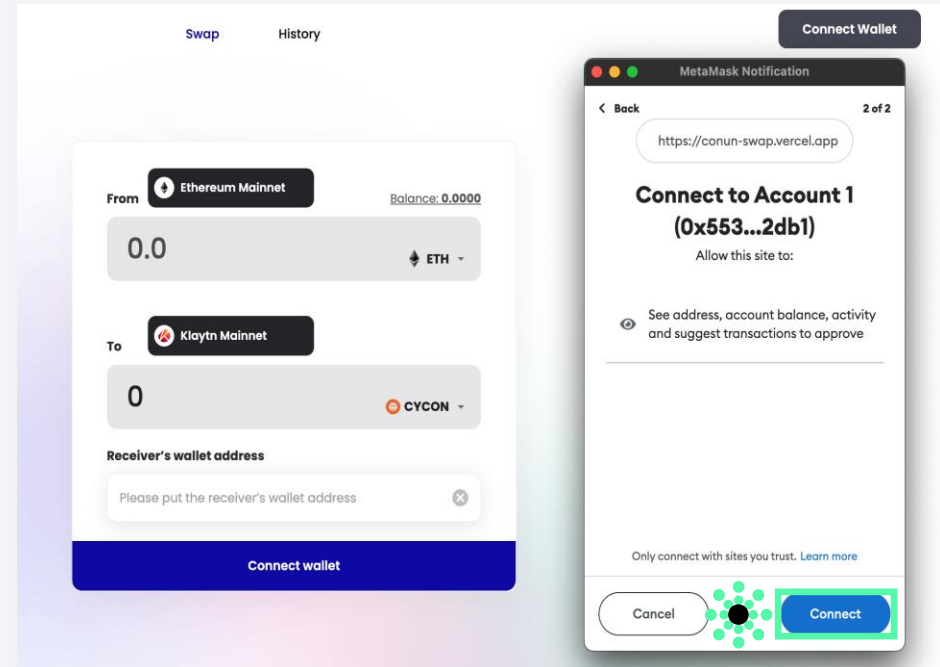 Swap
History
Connect Wallet
From
Ethereum Mainnet
Balance: 0.0000
0.0
ETH
To
Klaytn Mainnet
0
CYCON
Receiver's wallet address
Please put the receiver's wallet address
Connect wallet
MetaMask Notification
Back
2 of 2
https://conun-swap.vercel.app
Connect to Account 1
(0x553...2db1)
Allow this site to:
See address, account balance, activity
and suggest transactions to approve
Only connect with sites you trust. Learn more
Cancel
Connect